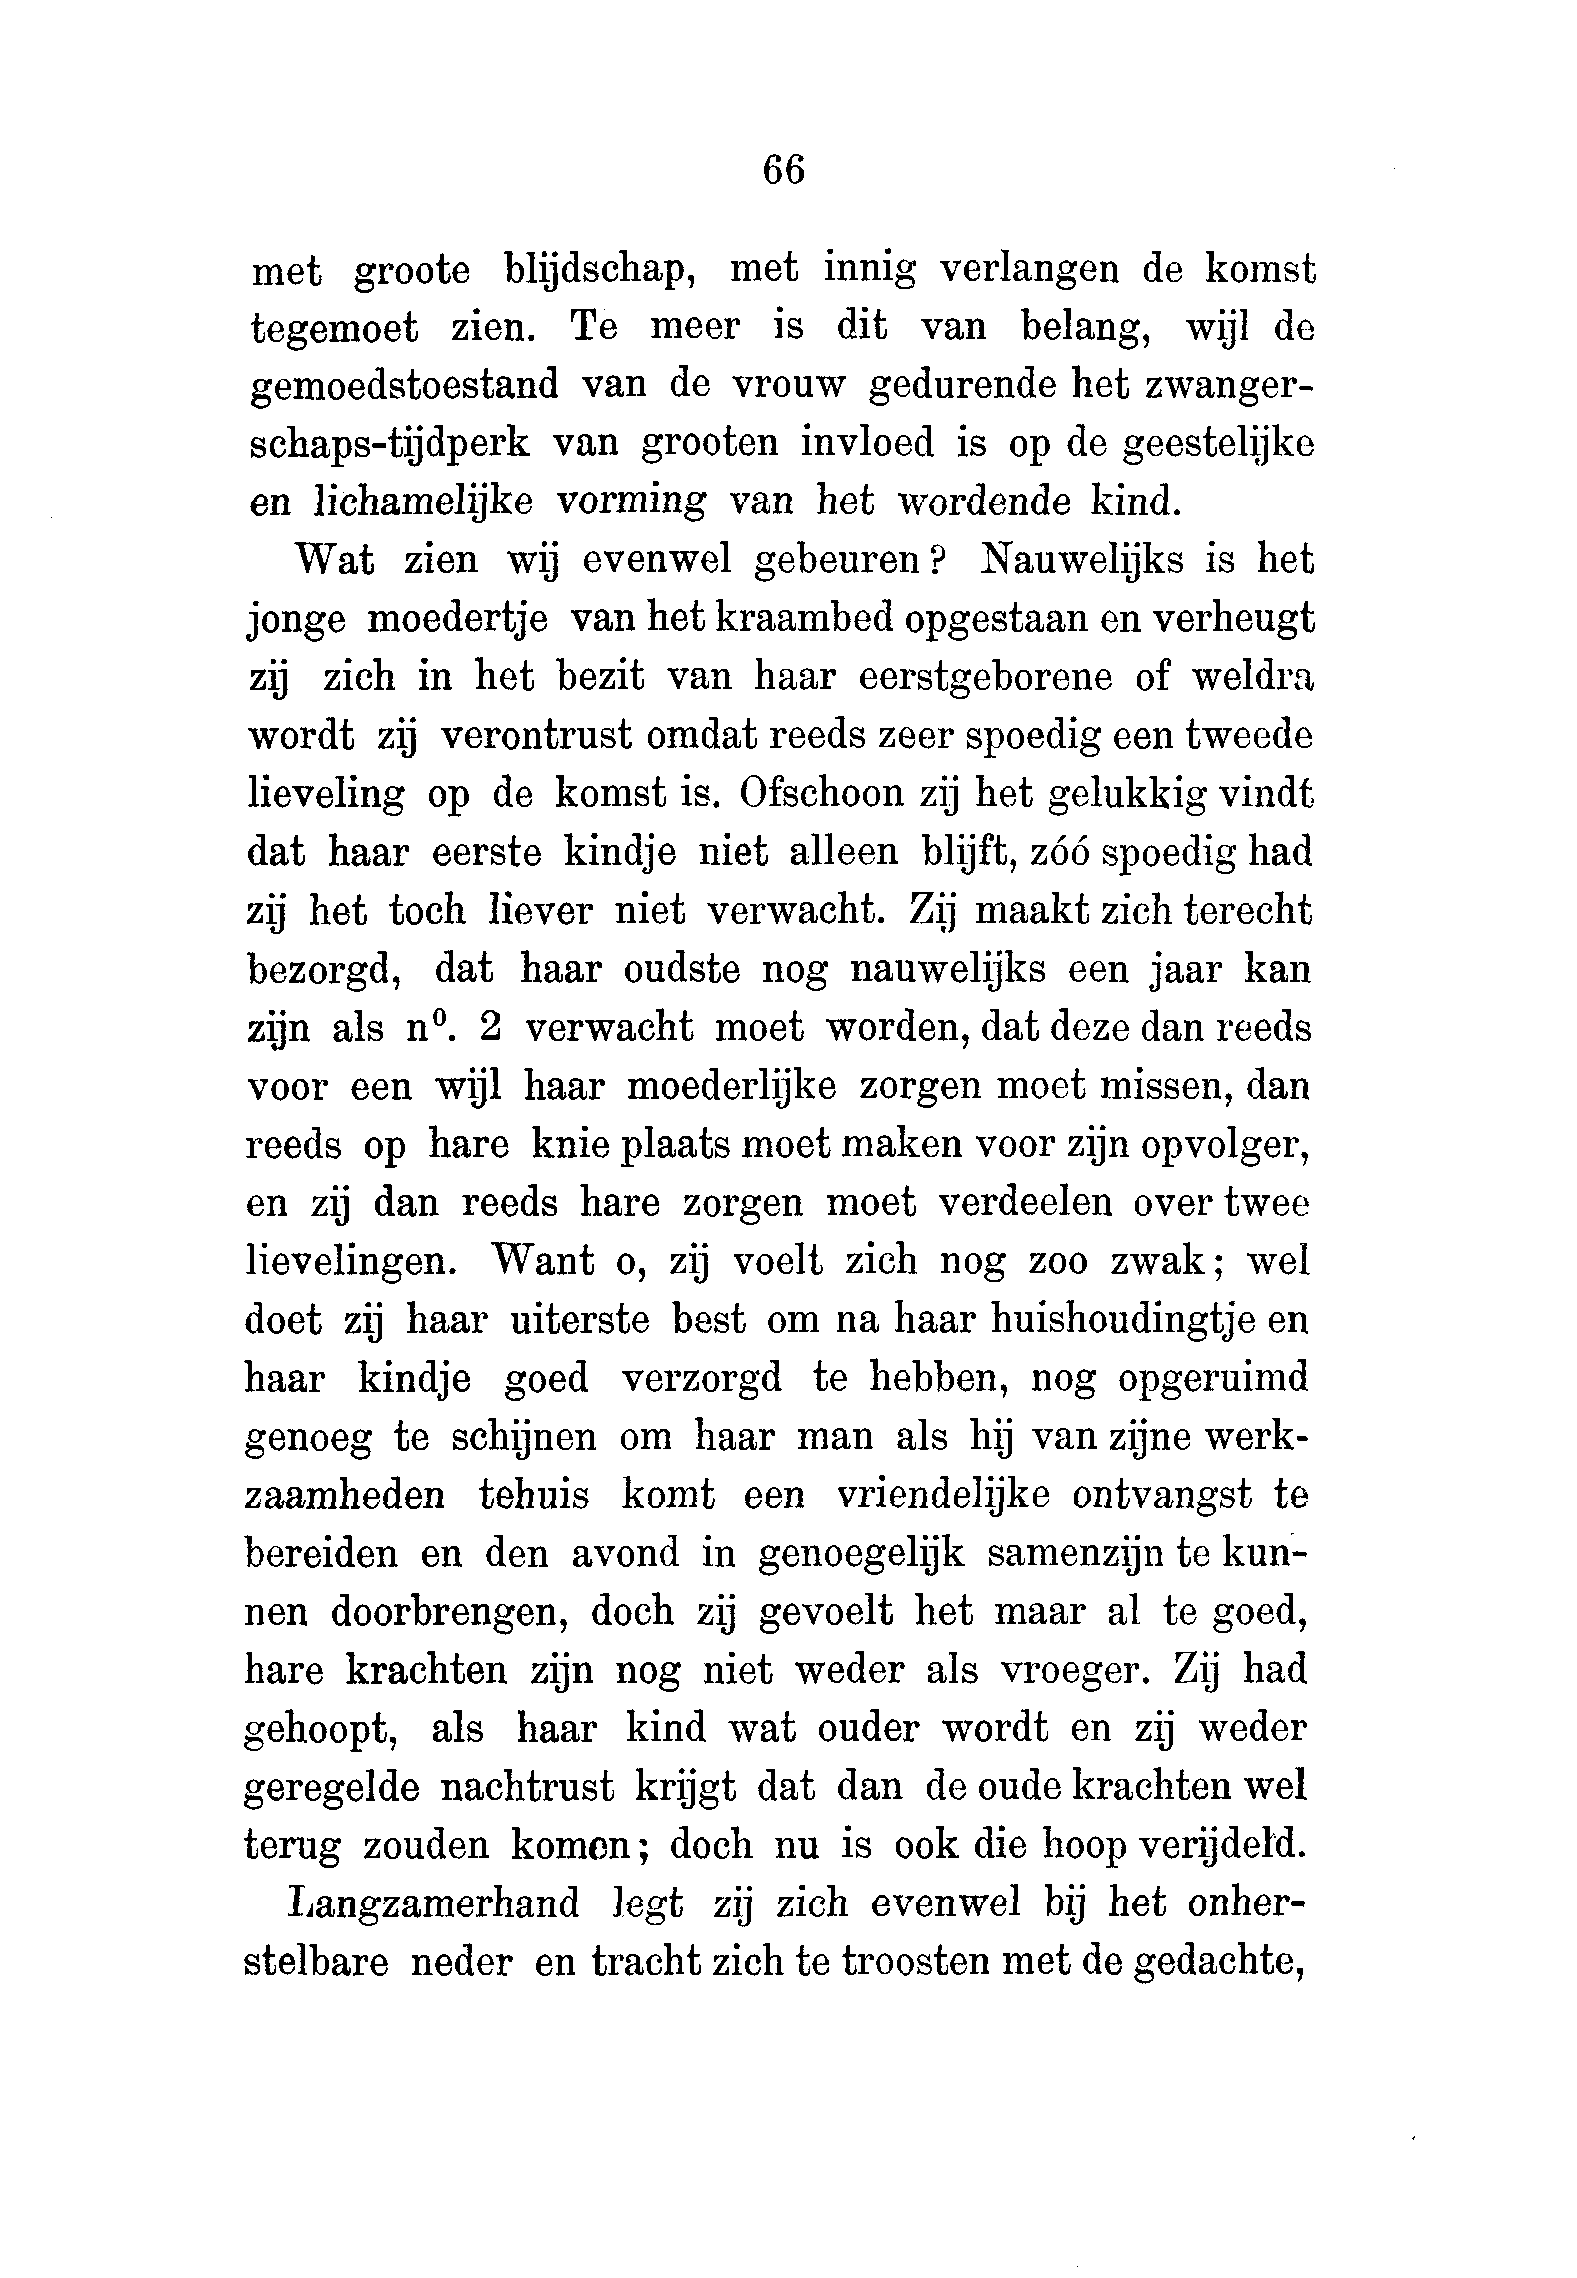 66
met groote blijdschap, met innig verlangen de komst
tegemoet zien. Te meer is dit van belang, wijl de
gemoedstoestand van de vrouw gedurende het zwanger-
schaps-tijdperk van grooten invloed is op de geestelijke
en lichamelijke vorming van het wordende kind.
Wat zien wij evenwel gebeuren? Nauwelijks is het
jonge moedertje van het kraambed opgestaan en verheugt
zij zich in het bezit van haar eerstgeborene of weldra
wordt zij verontrust omdat reeds zeer spoedig een tweede
lieveling op de komst is. Ofschoon zij het gelukkig vindt
dat haar eerste kindje niet alleen blijft, zóó spoedig had
zij het toch liever niet verwacht. Zij maakt zich terecht
bezorgd, dat haar oudste nog nauwelijks een jaar kan
zijn als n⁰. 2 verwacht moet worden, dat deze dan reeds
voor een wijl haar moederlijke zorgen moet missen, dan
reeds op hare knie plaats moet maken voor zijn opvolger,
en zij dan reeds hare zorgen moet verdeelen over twee
lievelingen. Want o, zij voelt zich nog zoo zwak; wel
doet zij haar uiterste best om na haar huishoudingtje en
haar kindje goed verzorgd te hebben, nog opgeruimd
genoeg te schijnen om haar man als hij van zijne werk-
zaamheden tehuis komt een vriendelijke ontvangst te
bereiden en den avond in genoegelijk samenzijn te kun-
nen doorbrengen, doch zij gevoelt het maar al te goed,
hare krachten zijn nog niet weder als vroeger. Zij had
gehoopt, als haar kind wat ouder wordt en zij weder
geregelde nachtrust krijgt dat dan de oude krachten wel
terug zouden komen; doch nu is ook die hoop verijdeld.
Langzamerhand legt zij zich evenwel bij het onher-
stelbare neder en tracht zich te troosten met de gedachte,